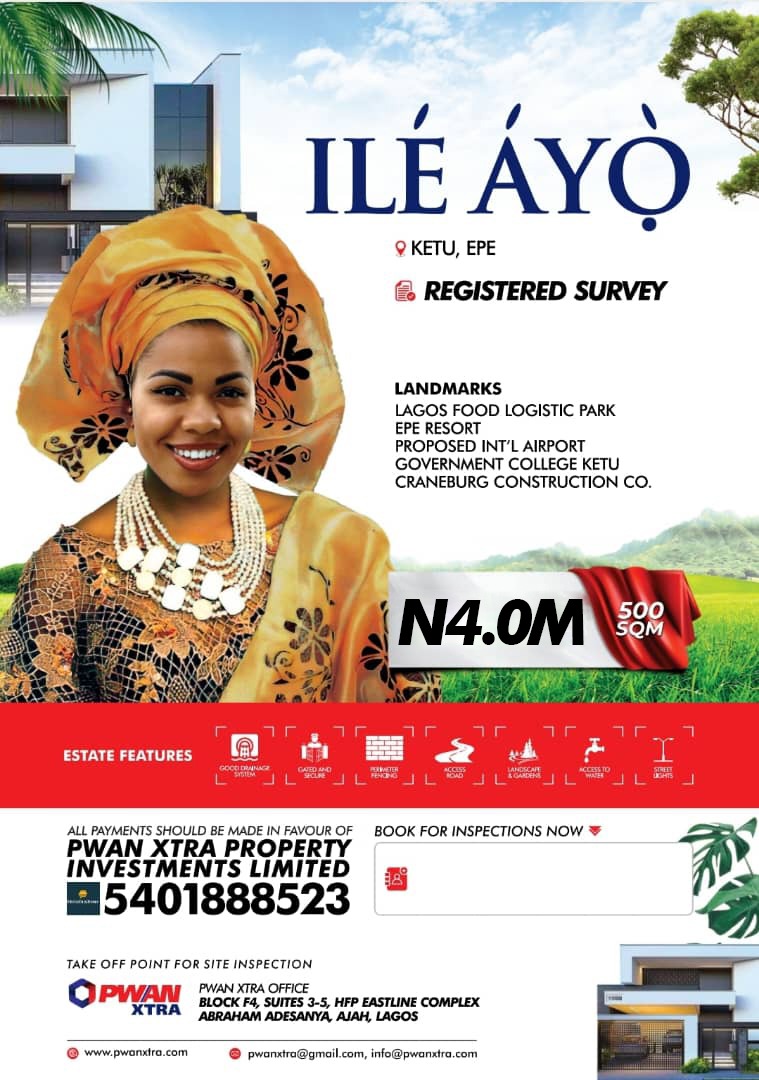 ILÉ ÁYỌ̀
KETU, EPE
REGISTERED SURVEY
LANDMARKS
LAGOS FOOD LOGISTIC PARK
EPE RESORT
PROPOSED INT'L AIRPORT
GOVERNMENT COLLEGE KETU
CRANEBURG CONSTRUCTION CO.
N4.0M
500
SQM
ESTATE FEATURES
GOOD DRAINAGE
SYSTEM
GATED AND
SECURE
PERIMETER
FENCING
ACCESS
ROAD
LANDSCAPE
& GARDENS
ACCESS TO
WATER
STREET
LIGHTS
ALL PAYMENTS SHOULD BE MADE IN FAVOUR OF
PWAN XTRA PROPERTY
INVESTMENTS LIMITED
5401888523
BOOK FOR INSPECTIONS NOW
TAKE OFF POINT FOR SITE INSPECTION
PWAN
XTRA
PWAN XTRA OFFICE
BLOCK F4, SUITES 3-5, HFP EASTLINE COMPLEX
ABRAHAM ADESANYA, AJAH, LAGOS
www.pwanxtra.com
pwanxtra@gmail.com, info@pwanxtra.com